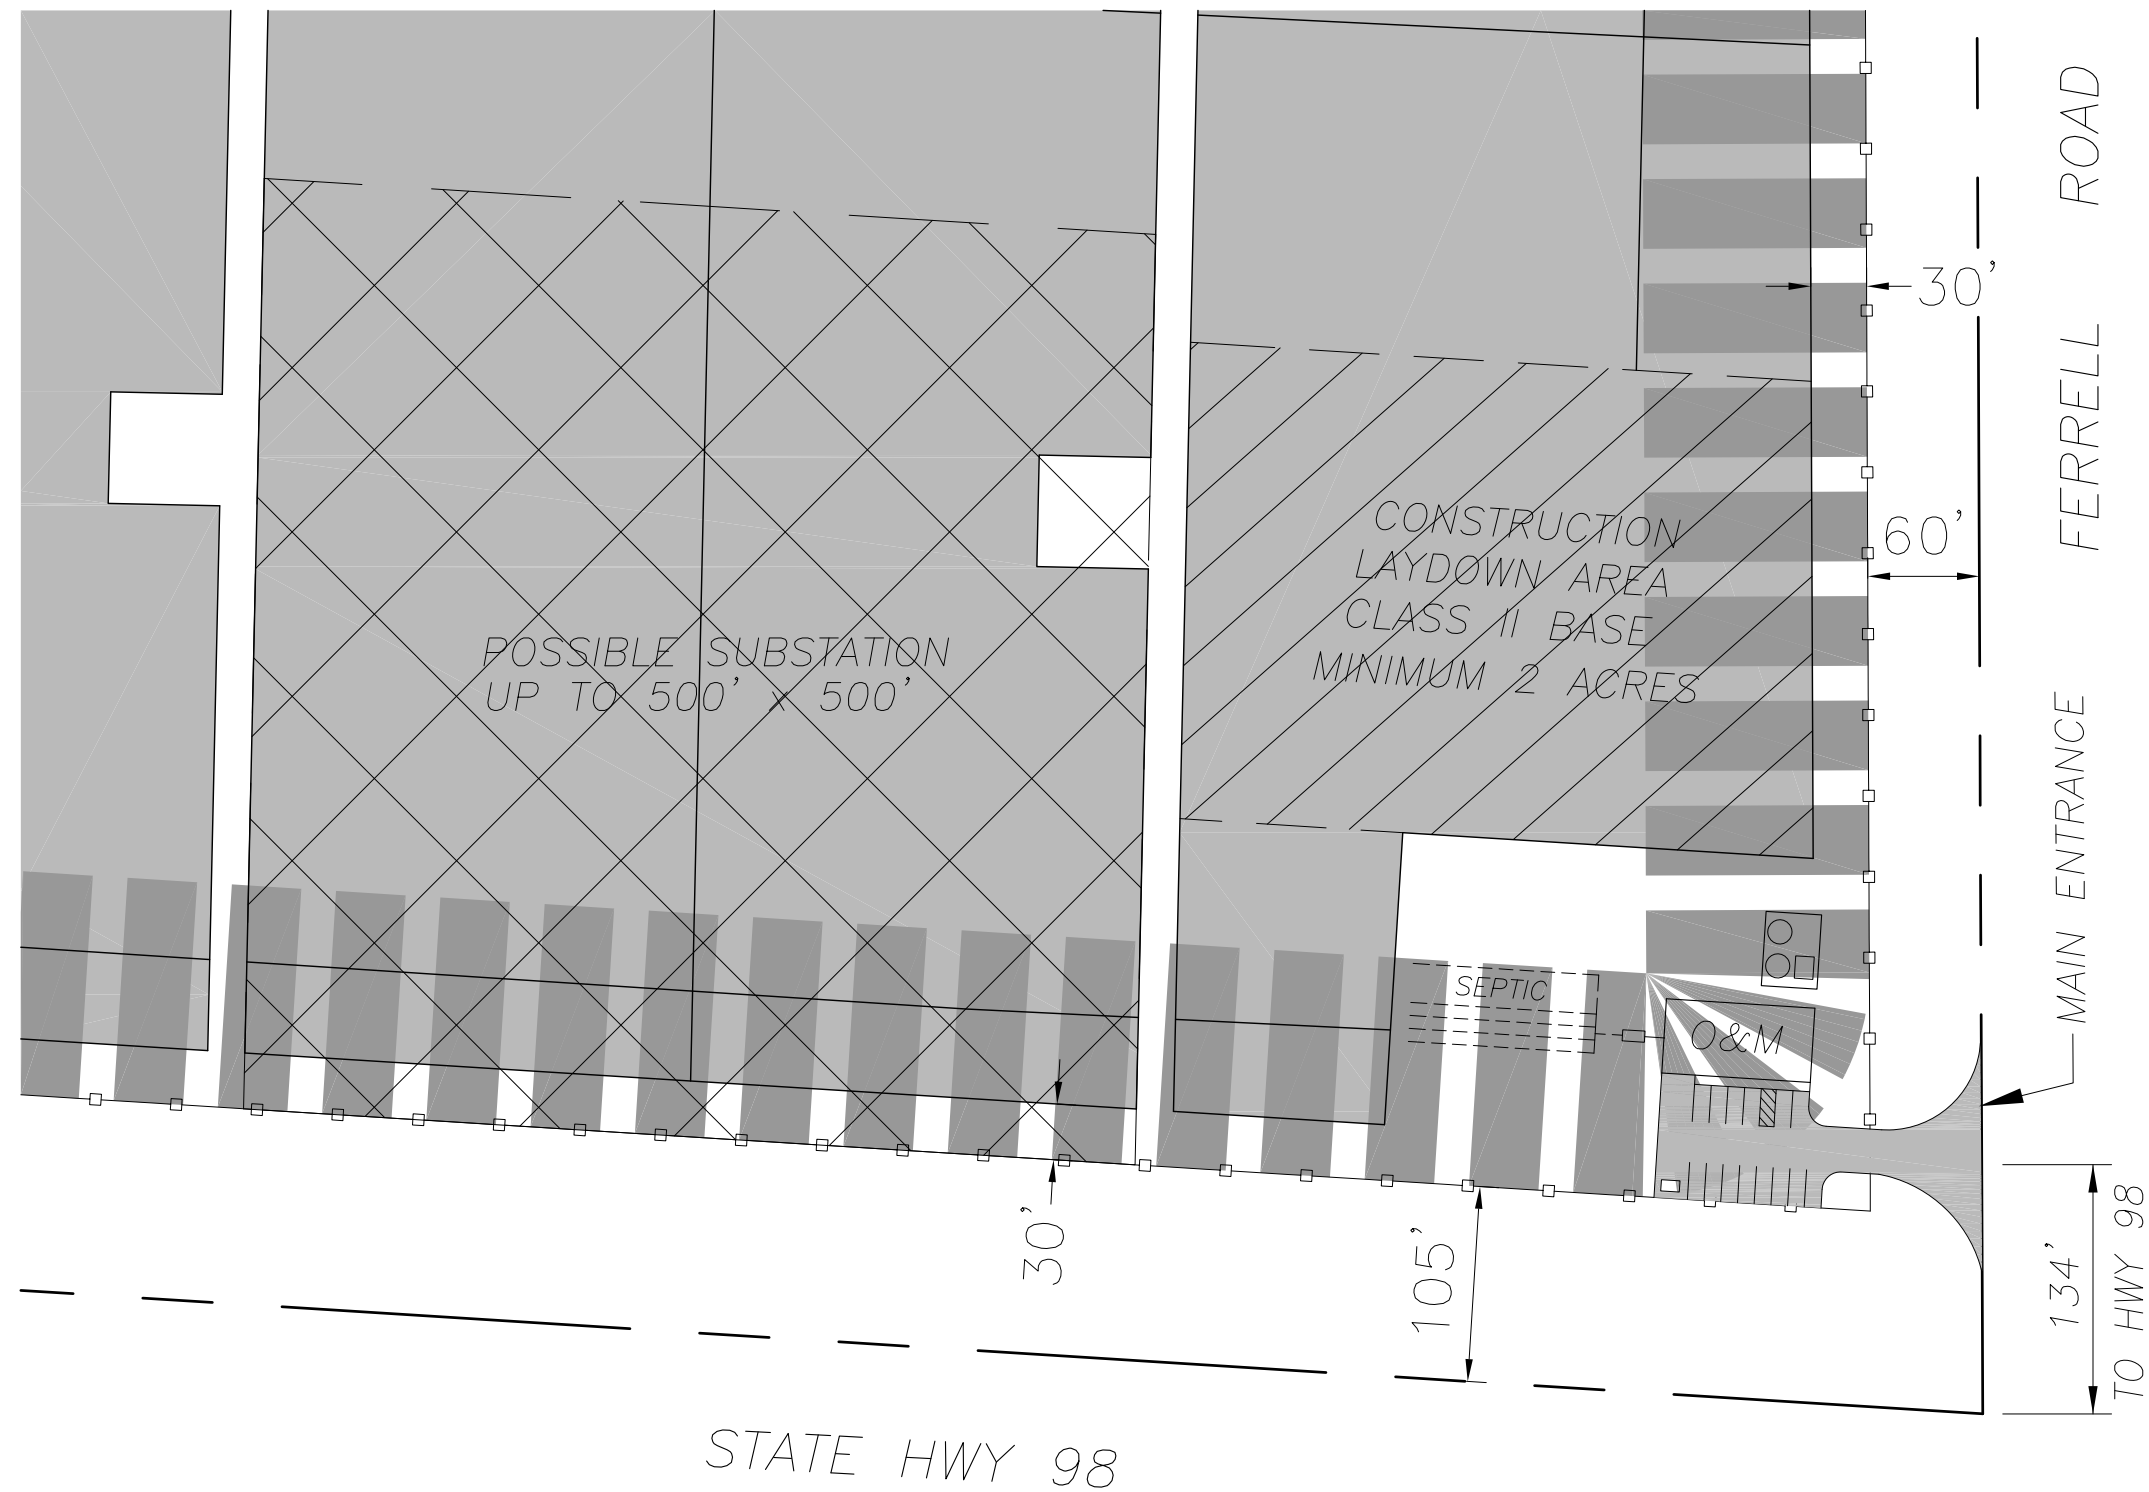 ROAD
FERRELL
30'
60'
CONSTRUCTION
LAYDOWN AREA
CLASS II BASE
MINIMUM 2 ACRES
POSSIBLE SUBSTATION
UP TO 500' x 500'
MAIN ENTRANCE
SEPTIC
O&M
30'
105'
134'
TO HWY 98
STATE HWY 98